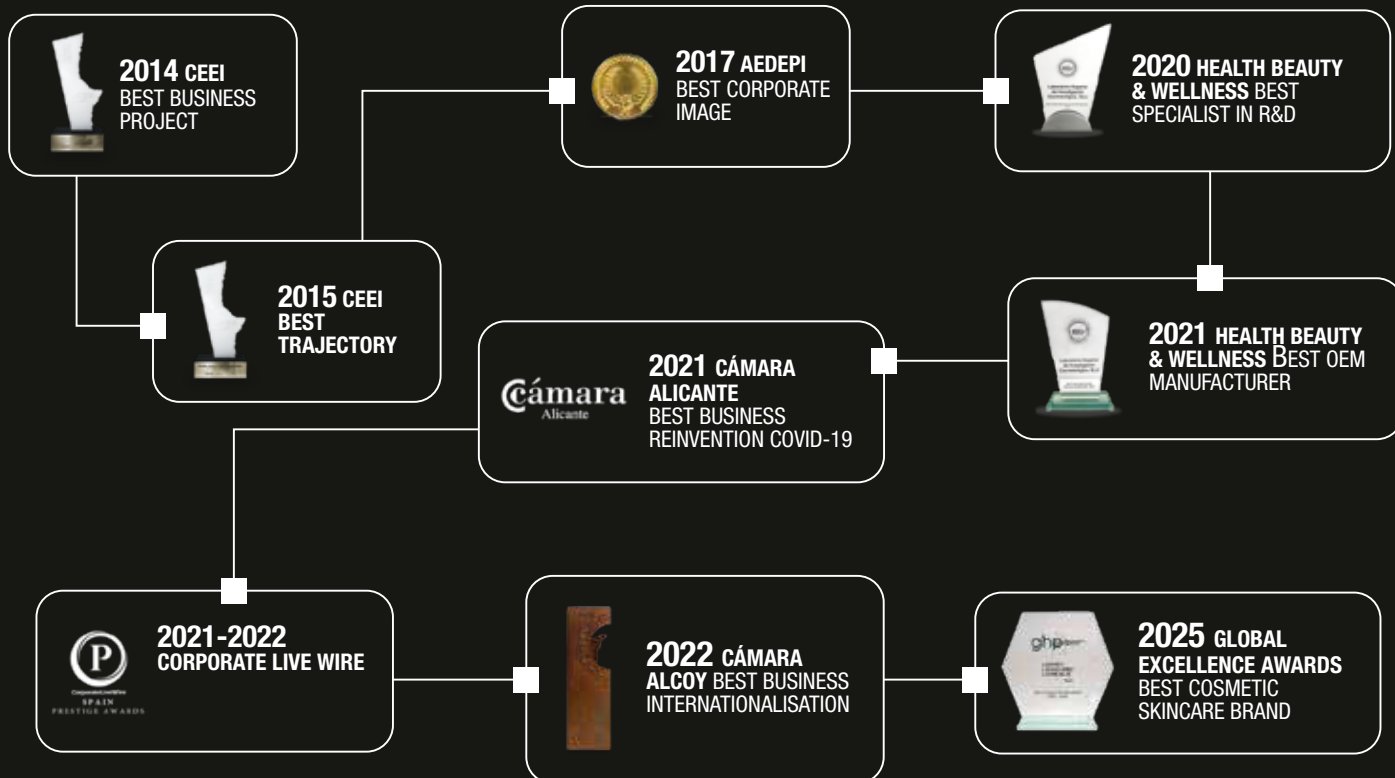 2014 CEEI
BEST BUSINESS
PROJECT
2015 CEEI
BEST
TRAJECTORY
2017 AEDEPI
BEST CORPORATE
IMAGE
2020 HEALTH BEAUTY
& WELLNESS BEST
SPECIALIST IN R&D
2021 HEALTH BEAUTY
& WELLNESS BEST OEM
MANUFACTURER
cámara
Alicante
2021 CÁMARA
ALICANTE
BEST BUSINESS
REINVENTION COVID-19
P
CorporateLiveWire
SPAIN
PRESTIGE AWARDS
2021-2022
CORPORATE LIVE WIRE
2022 CÁMARA
ALCOY BEST BUSINESS
INTERNATIONALISATION
ghp
2025 GLOBAL
EXCELLENCE AWARDS
BEST COSMETIC
SKINCARE BRAND